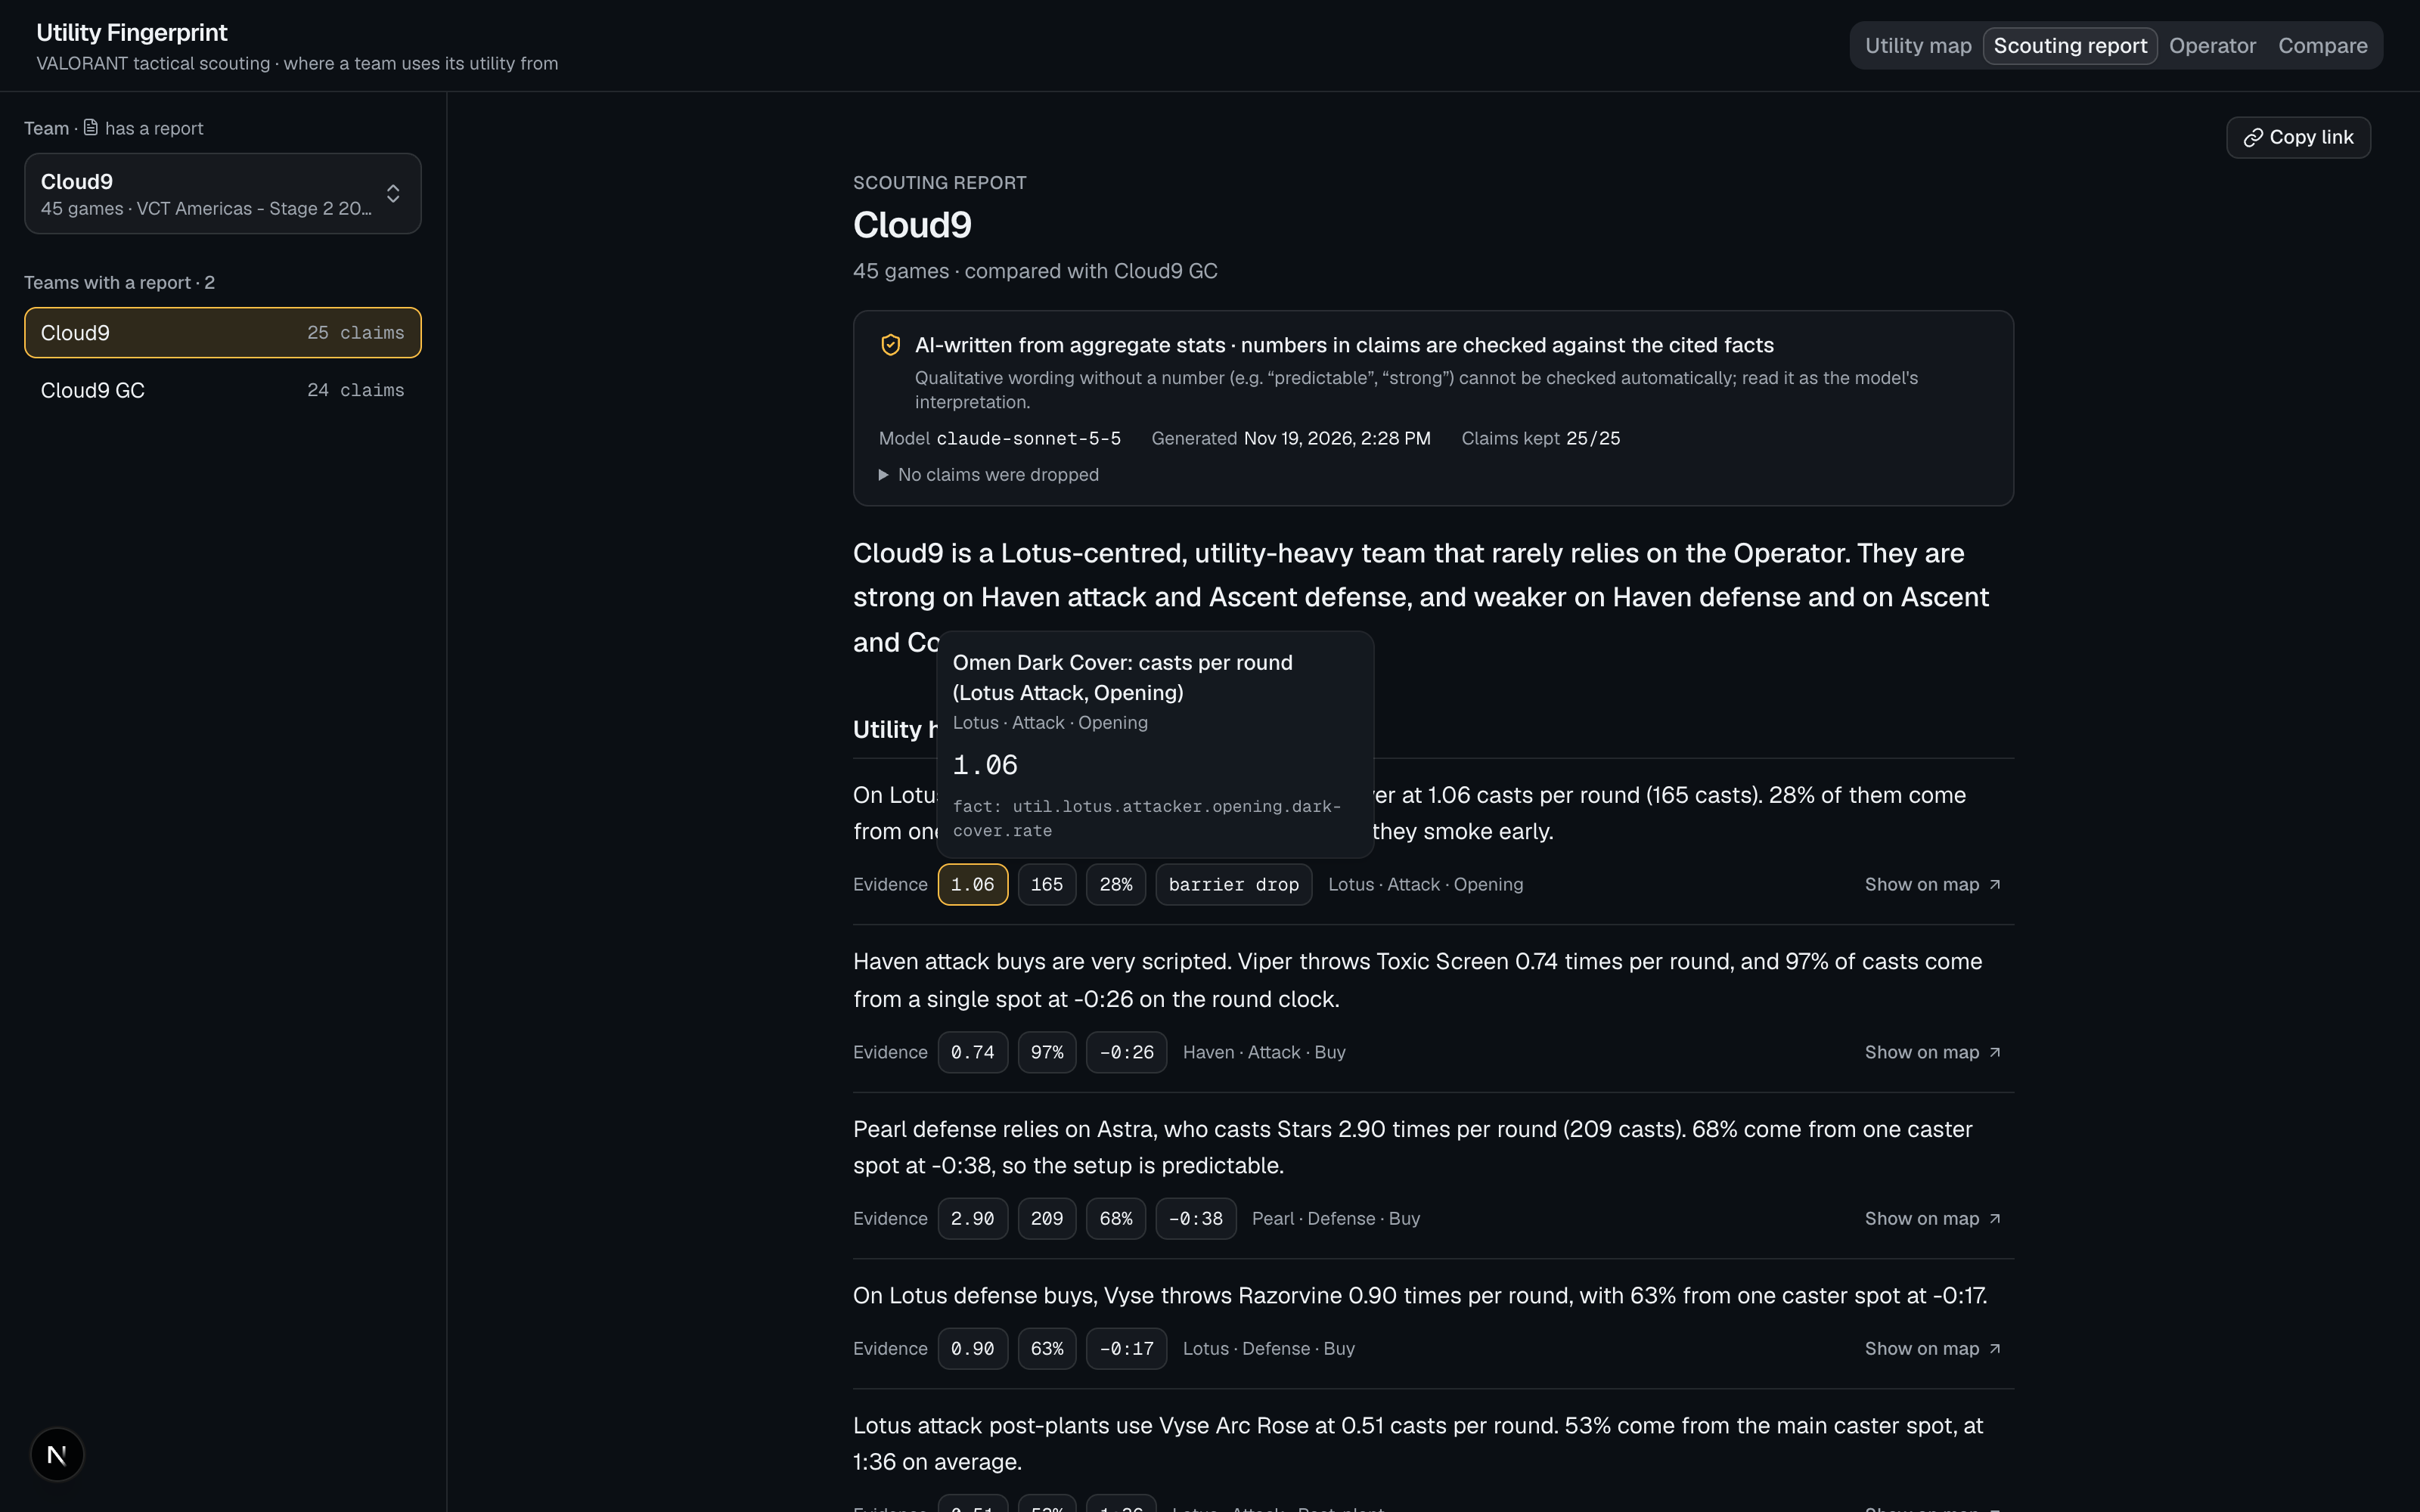 Utility Fingerprint
VALORANT tactical scouting · where a team uses its utility from
Utility map
Scouting report
Operator
Compare
Team · has a report
Cloud9
45 games · VCT Americas - Stage 2 20…
Teams with a report · 2
Cloud9 25 claims
Cloud9 GC 24 claims
Copy link
SCOUTING REPORT
Cloud9
45 games · compared with Cloud9 GC
AI-written from aggregate stats · numbers in claims are checked against the cited facts
Qualitative wording without a number (e.g. “predictable”, “strong”) cannot be checked automatically; read it as the model's
interpretation.
Model claude-sonnet-5-5 Generated Nov 19, 2026, 2:28 PM Claims kept 25/25
No claims were dropped
Cloud9 is a Lotus-centred, utility-heavy team that rarely relies on the Operator. They are
strong on Haven attack and Ascent defense, and weaker on Haven defense and on Ascent
and
Omen Dark Cover: casts per round
(Lotus Attack, Opening)
Lotus · Attack · Opening
1.06
fact: util.lotus.attacker.opening.dark-
cover.rate
Utility
On at 1.06 casts per round (165 casts). 28% of them come
from they smoke early.
Evidence 1.06 165 28% barrier drop Lotus · Attack · Opening Show on map
Haven attack buys are very scripted. Viper throws Toxic Screen 0.74 times per round, and 97% of casts come
from a single spot at -0:26 on the round clock.
Evidence 0.74 97% −0:26 Haven · Attack · Buy Show on map
Pearl defense relies on Astra, who casts Stars 2.90 times per round (209 casts). 68% come from one caster
spot at -0:38, so the setup is predictable.
Evidence 2.90 209 68% −0:38 Pearl · Defense · Buy Show on map
On Lotus defense buys, Vyse throws Razorvine 0.90 times per round, with 63% from one caster spot at -0:17.
Evidence 0.90 63% −0:17 Lotus · Defense · Buy Show on map
Lotus attack post-plants use Vyse Arc Rose at 0.51 casts per round. 53% come from the main caster spot, at
1:36 on average.
N